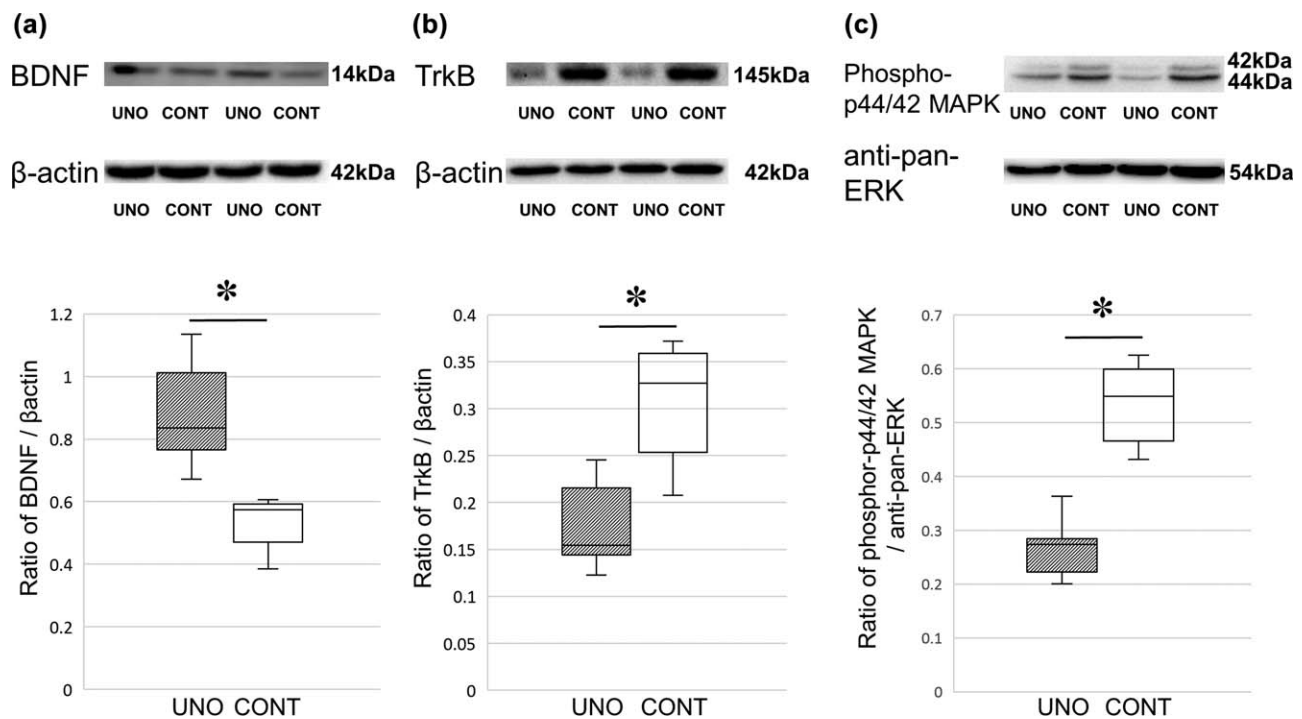 (a)
BDNF
14kDa
UNO CONT UNO CONT
β-actin
42kDa
UNO CONT UNO CONT
*
Ratio of BDNF / βactin
1.2
1
0.8
0.6
0.4
0.2
0
UNO CONT
(b)
TrkB
145kDa
UNO CONT UNO CONT
β-actin
42kDa
UNO CONT UNO CONT
*
Ratio of TrkB / βactin
0.4
0.35
0.3
0.25
0.2
0.15
0.1
0.05
0
UNO CONT
(c)
Phospho-
p44/42 MAPK
42kDa
44kDa
UNO CONT UNO CONT
anti-pan-
ERK
54kDa
UNO CONT UNO CONT
*
Ratio of phosphor-p44/42 MAPK
/ anti-pan-ERK
0.7
0.6
0.5
0.4
0.3
0.2
0.1
0
UNO CONT